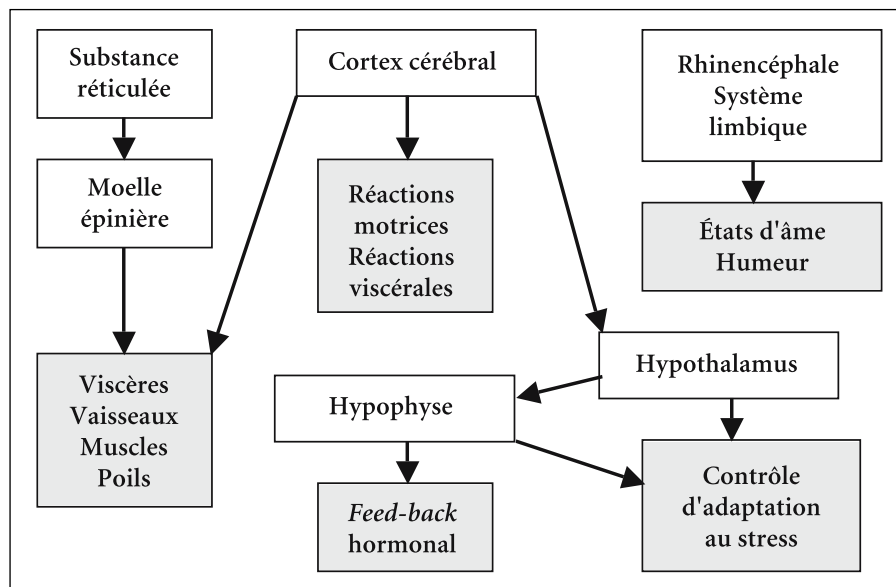 Substance
réticulée
Cortex cérébral
Rhinencéphale
Système
limbique
Moelle
épinière
Réactions
motrices
Réactions
viscérales
États d'âme
Humeur
Viscères
Vaisseaux
Muscles
Poils
Hypothalamus
Hypophyse
Feed-back
hormonal
Contrôle
d'adaptation
au stress